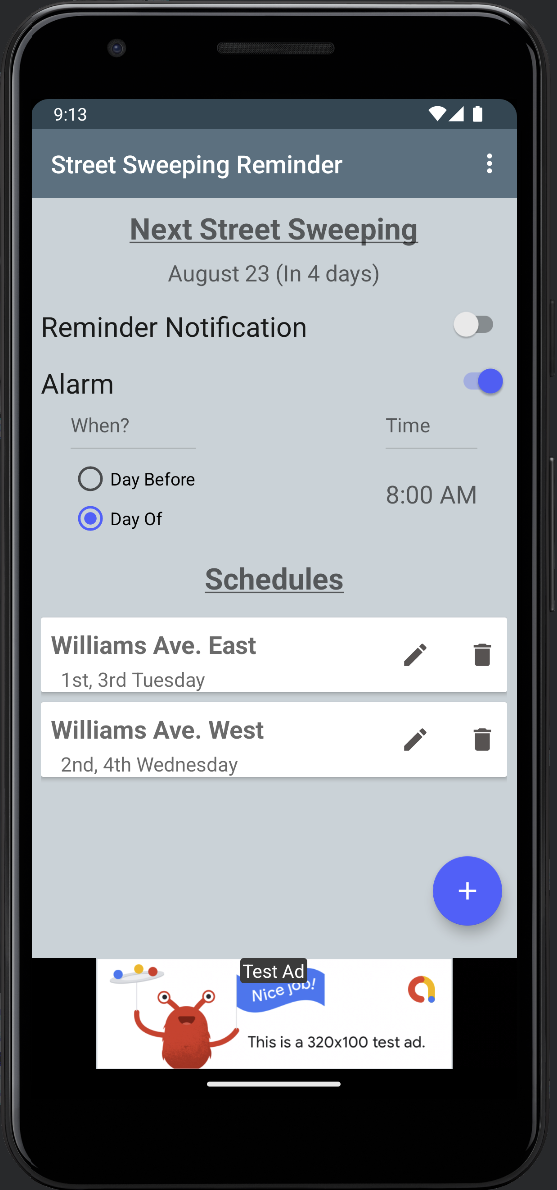 9:13
Street Sweeping Reminder
Next Street Sweeping
August 23 (In 4 days)
Reminder Notification
Alarm
When?
Time
Day Before
Day Of
8:00 AM
Schedules
Williams Ave. East
1st, 3rd Tuesday
Williams Ave. West
2nd, 4th Wednesday
+
Test Ad
Nice job!
This is a 320x100 test ad.